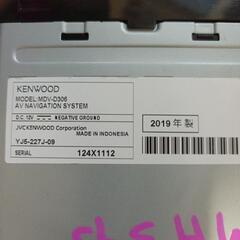 KENWOOD
MODEL:MDV-D306
AV NAVIGATION SYSTEM
D.C. 12V NEGATIVE GROUND
JVCKENWOOD Corporation
MADE IN INDONESIA
YJ5-227J-09
SERIAL 124X1112
2019 年製